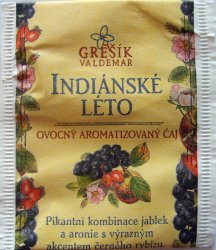 GREŠÍK
VALDEMAR
INDIÁNSKÉ
LÉTO
OVOCNÝ AROMATIZOVANÝ ČAJ
Pikantní kombinace jablek
a aronie s výrazným
akcentem černého rybízu.